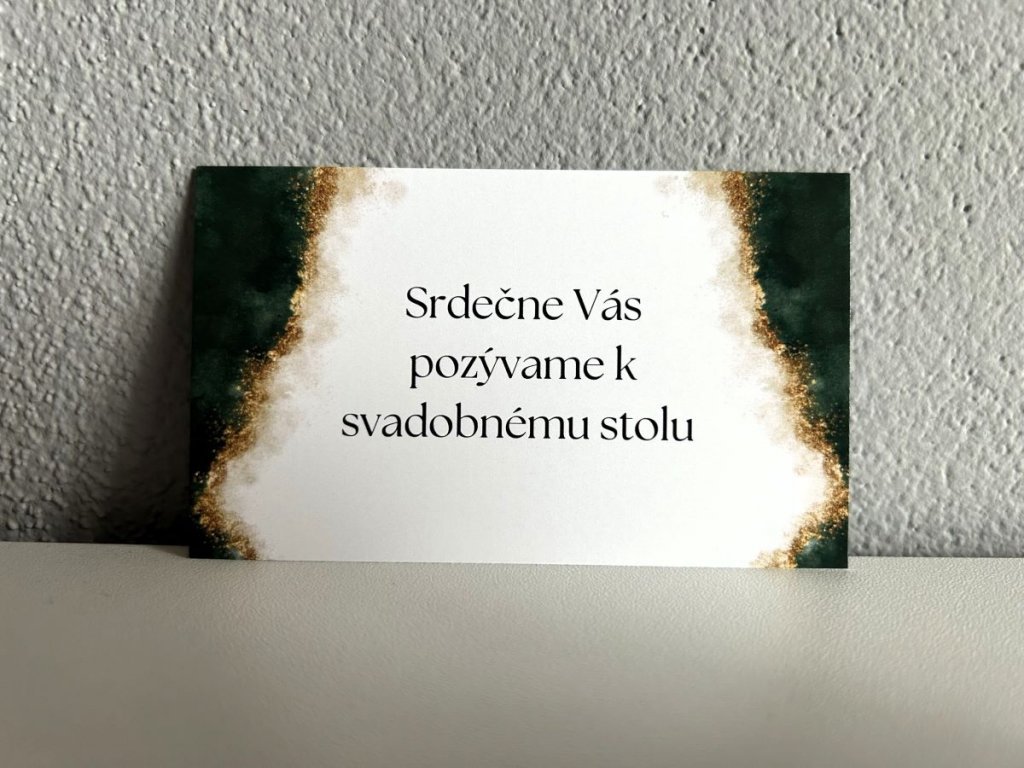 Srdečne Vás
pozývame k
svadobnému stolu